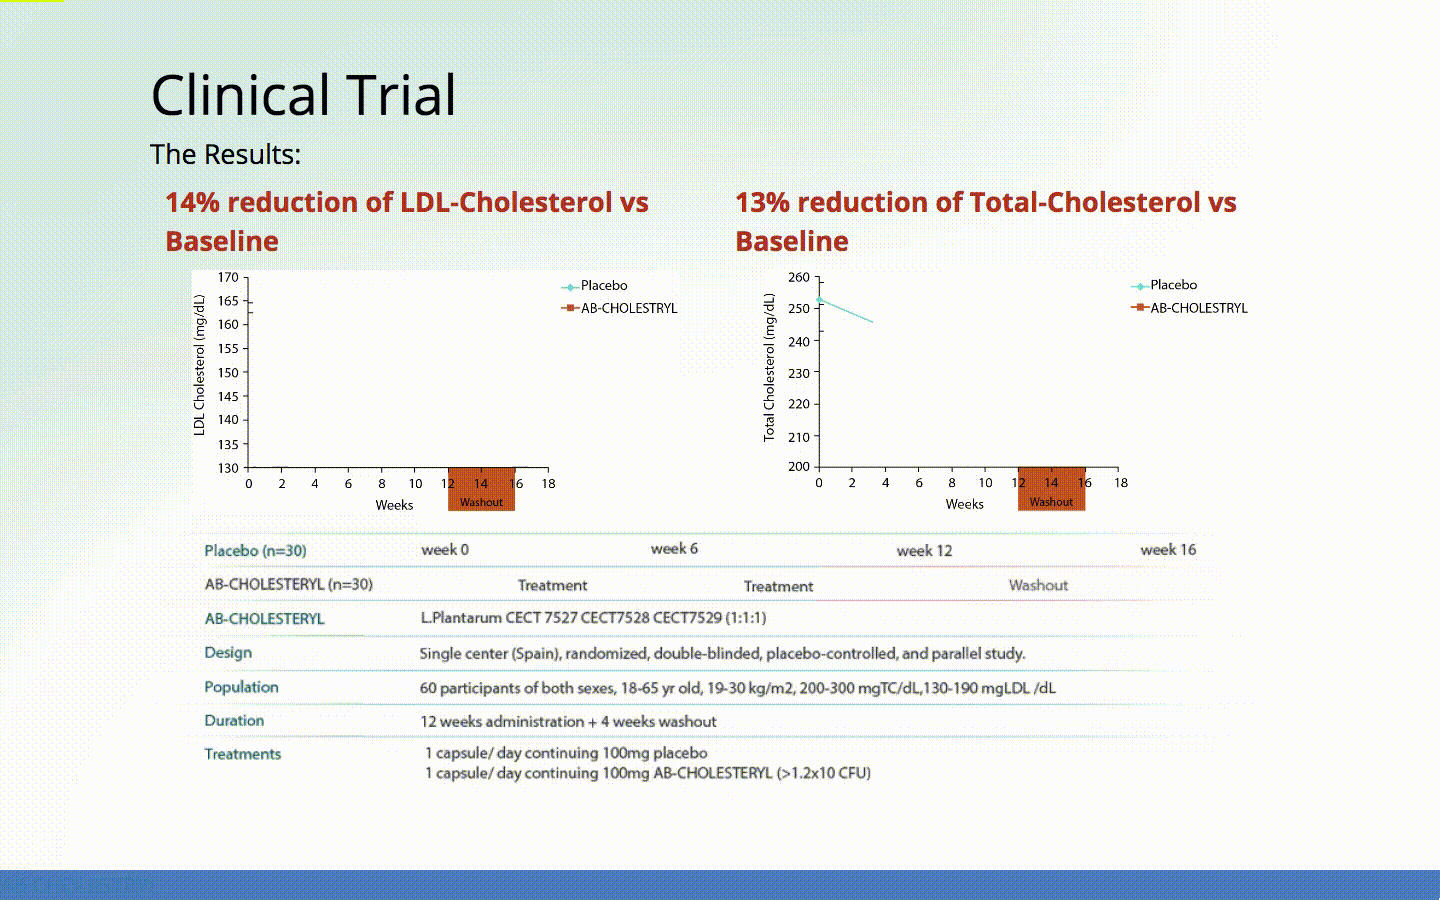 Clinical Trial
The Results:
14% reduction of LDL-Cholesterol vs
Baseline
13% reduction of Total-Cholesterol vs
Baseline
LDL Cholesterol (mg/dL)
170
165
160
155
150
145
140
135
130
0 2 4 6 8 10 12 14 16 18
Weeks
Washout
Placebo
AB-CHOLESTRYL
Total Cholesterol (mg/dL)
260
250
240
230
220
210
200
0 2 4 6 8 10 12 14 16 18
Weeks
Washout
Placebo
AB-CHOLESTRYL
Placebo (n=30) week 0 week 6 week 12 week 16
AB-CHOLESTERYL (n=30) Treatment Treatment Washout
AB-CHOLESTERYL L.Plantarum CECT 7527 CECT7528 CECT7529 (1:1:1)
Design Single center (Spain), randomized, double-blinded, placebo-controlled, and parallel study.
Population 60 participants of both sexes, 18-65 yr old, 19-30 kg/m2, 200-300 mgTC/dL,130-190 mgLDL /dL
Duration 12 weeks administration + 4 weeks washout
Treatments 1 capsule/ day continuing 100mg placebo
1 capsule/ day continuing 100mg AB-CHOLESTERYL (>1.2x10 CFU)